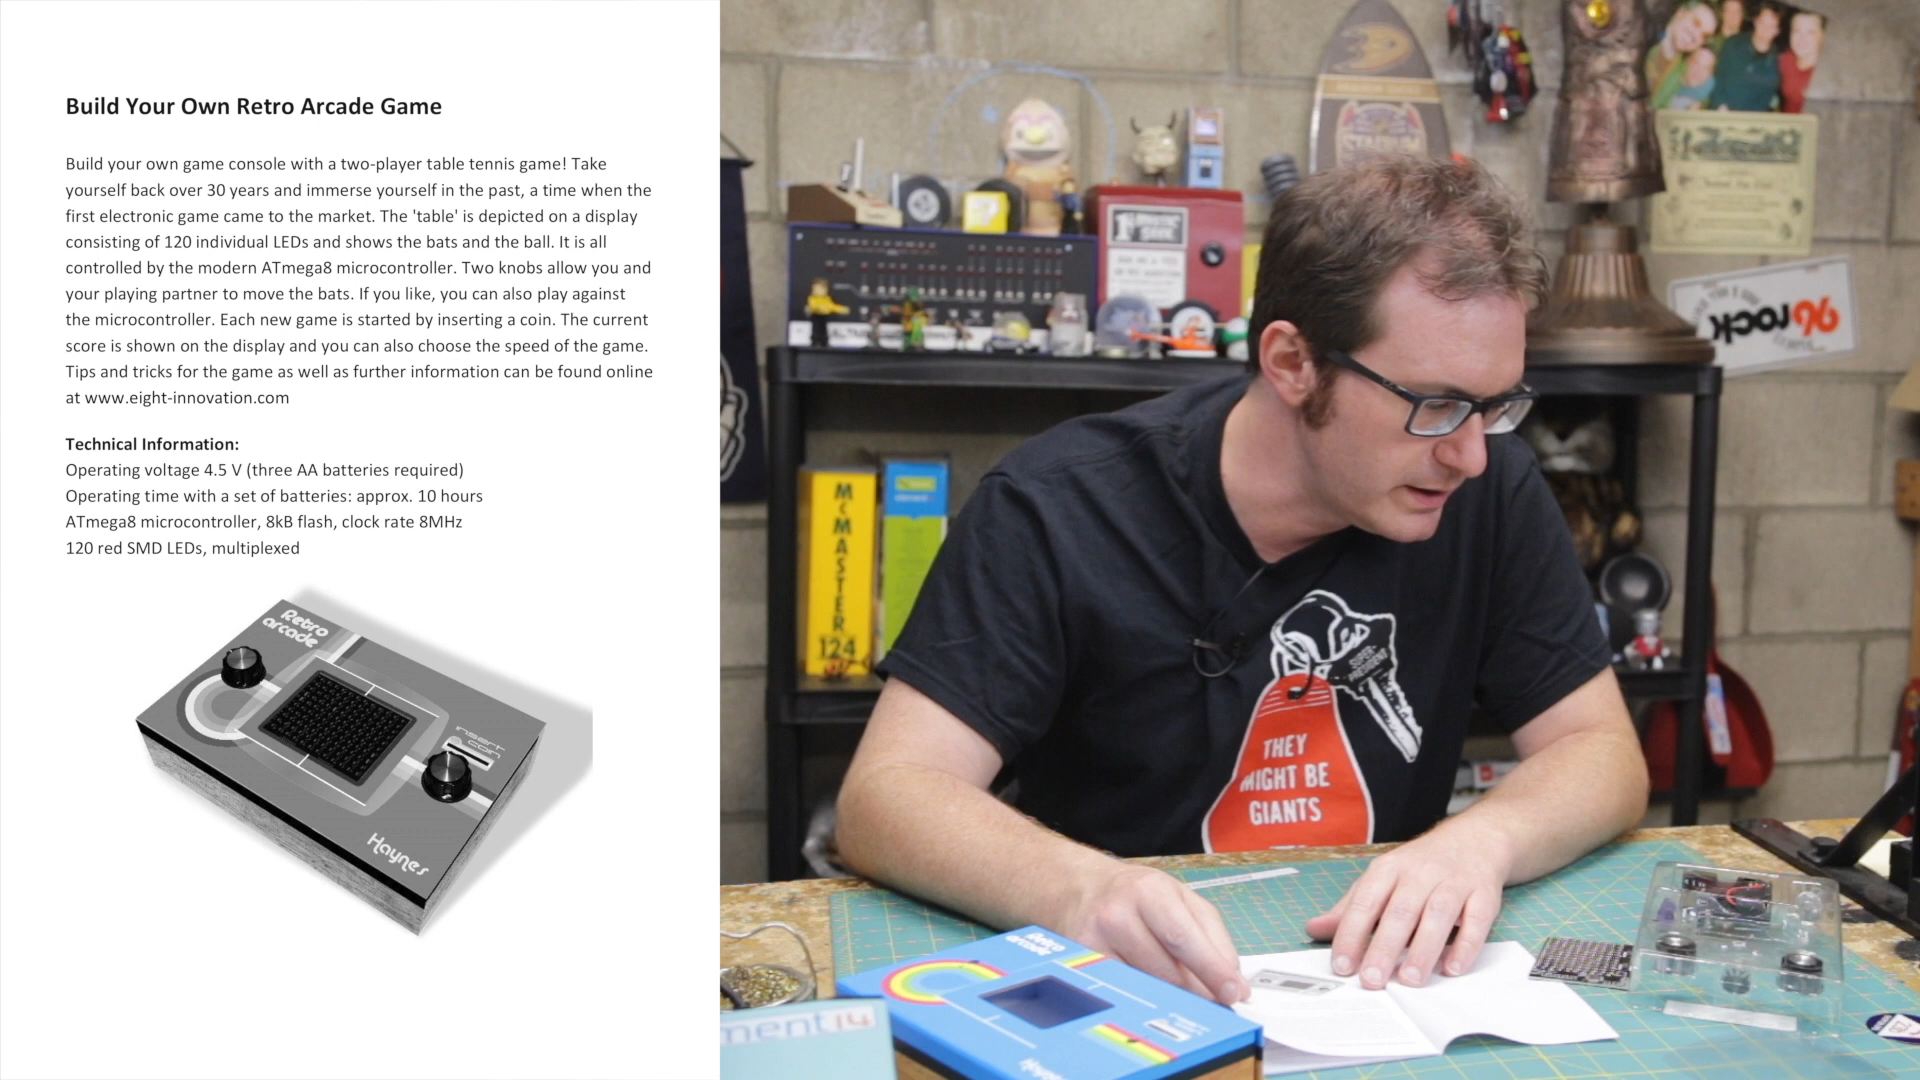 Build Your Own Retro Arcade Game
Build your own game console with a two-player table tennis game! Take
yourself back over 30 years and immerse yourself in the past, a time when the
first electronic game came to the market. The 'table' is depicted on a display
consisting of 120 individual LEDs and shows the bats and the ball. It is all
controlled by the modern ATmega8 microcontroller. Two knobs allow you and
your playing partner to move the bats. If you like, you can also play against
the microcontroller. Each new game is started by inserting a coin. The current
score is shown on the display and you can also choose the speed of the game.
Tips and tricks for the game as well as further information can be found online
at www.eight-innovation.com
Technical Information:
Operating voltage 4.5 V (three AA batteries required)
Operating time with a set of batteries: approx. 10 hours
ATmega8 microcontroller, 8kB flash, clock rate 8MHz
120 red SMD LEDs, multiplexed
Retro
arcade
insert
coin
Haynes
STADIUM
rock 96
McMASTER
124
SUPER-
PRESIDENT
THEY
MIGHT BE
GIANTS
Retro
arcade
ment14